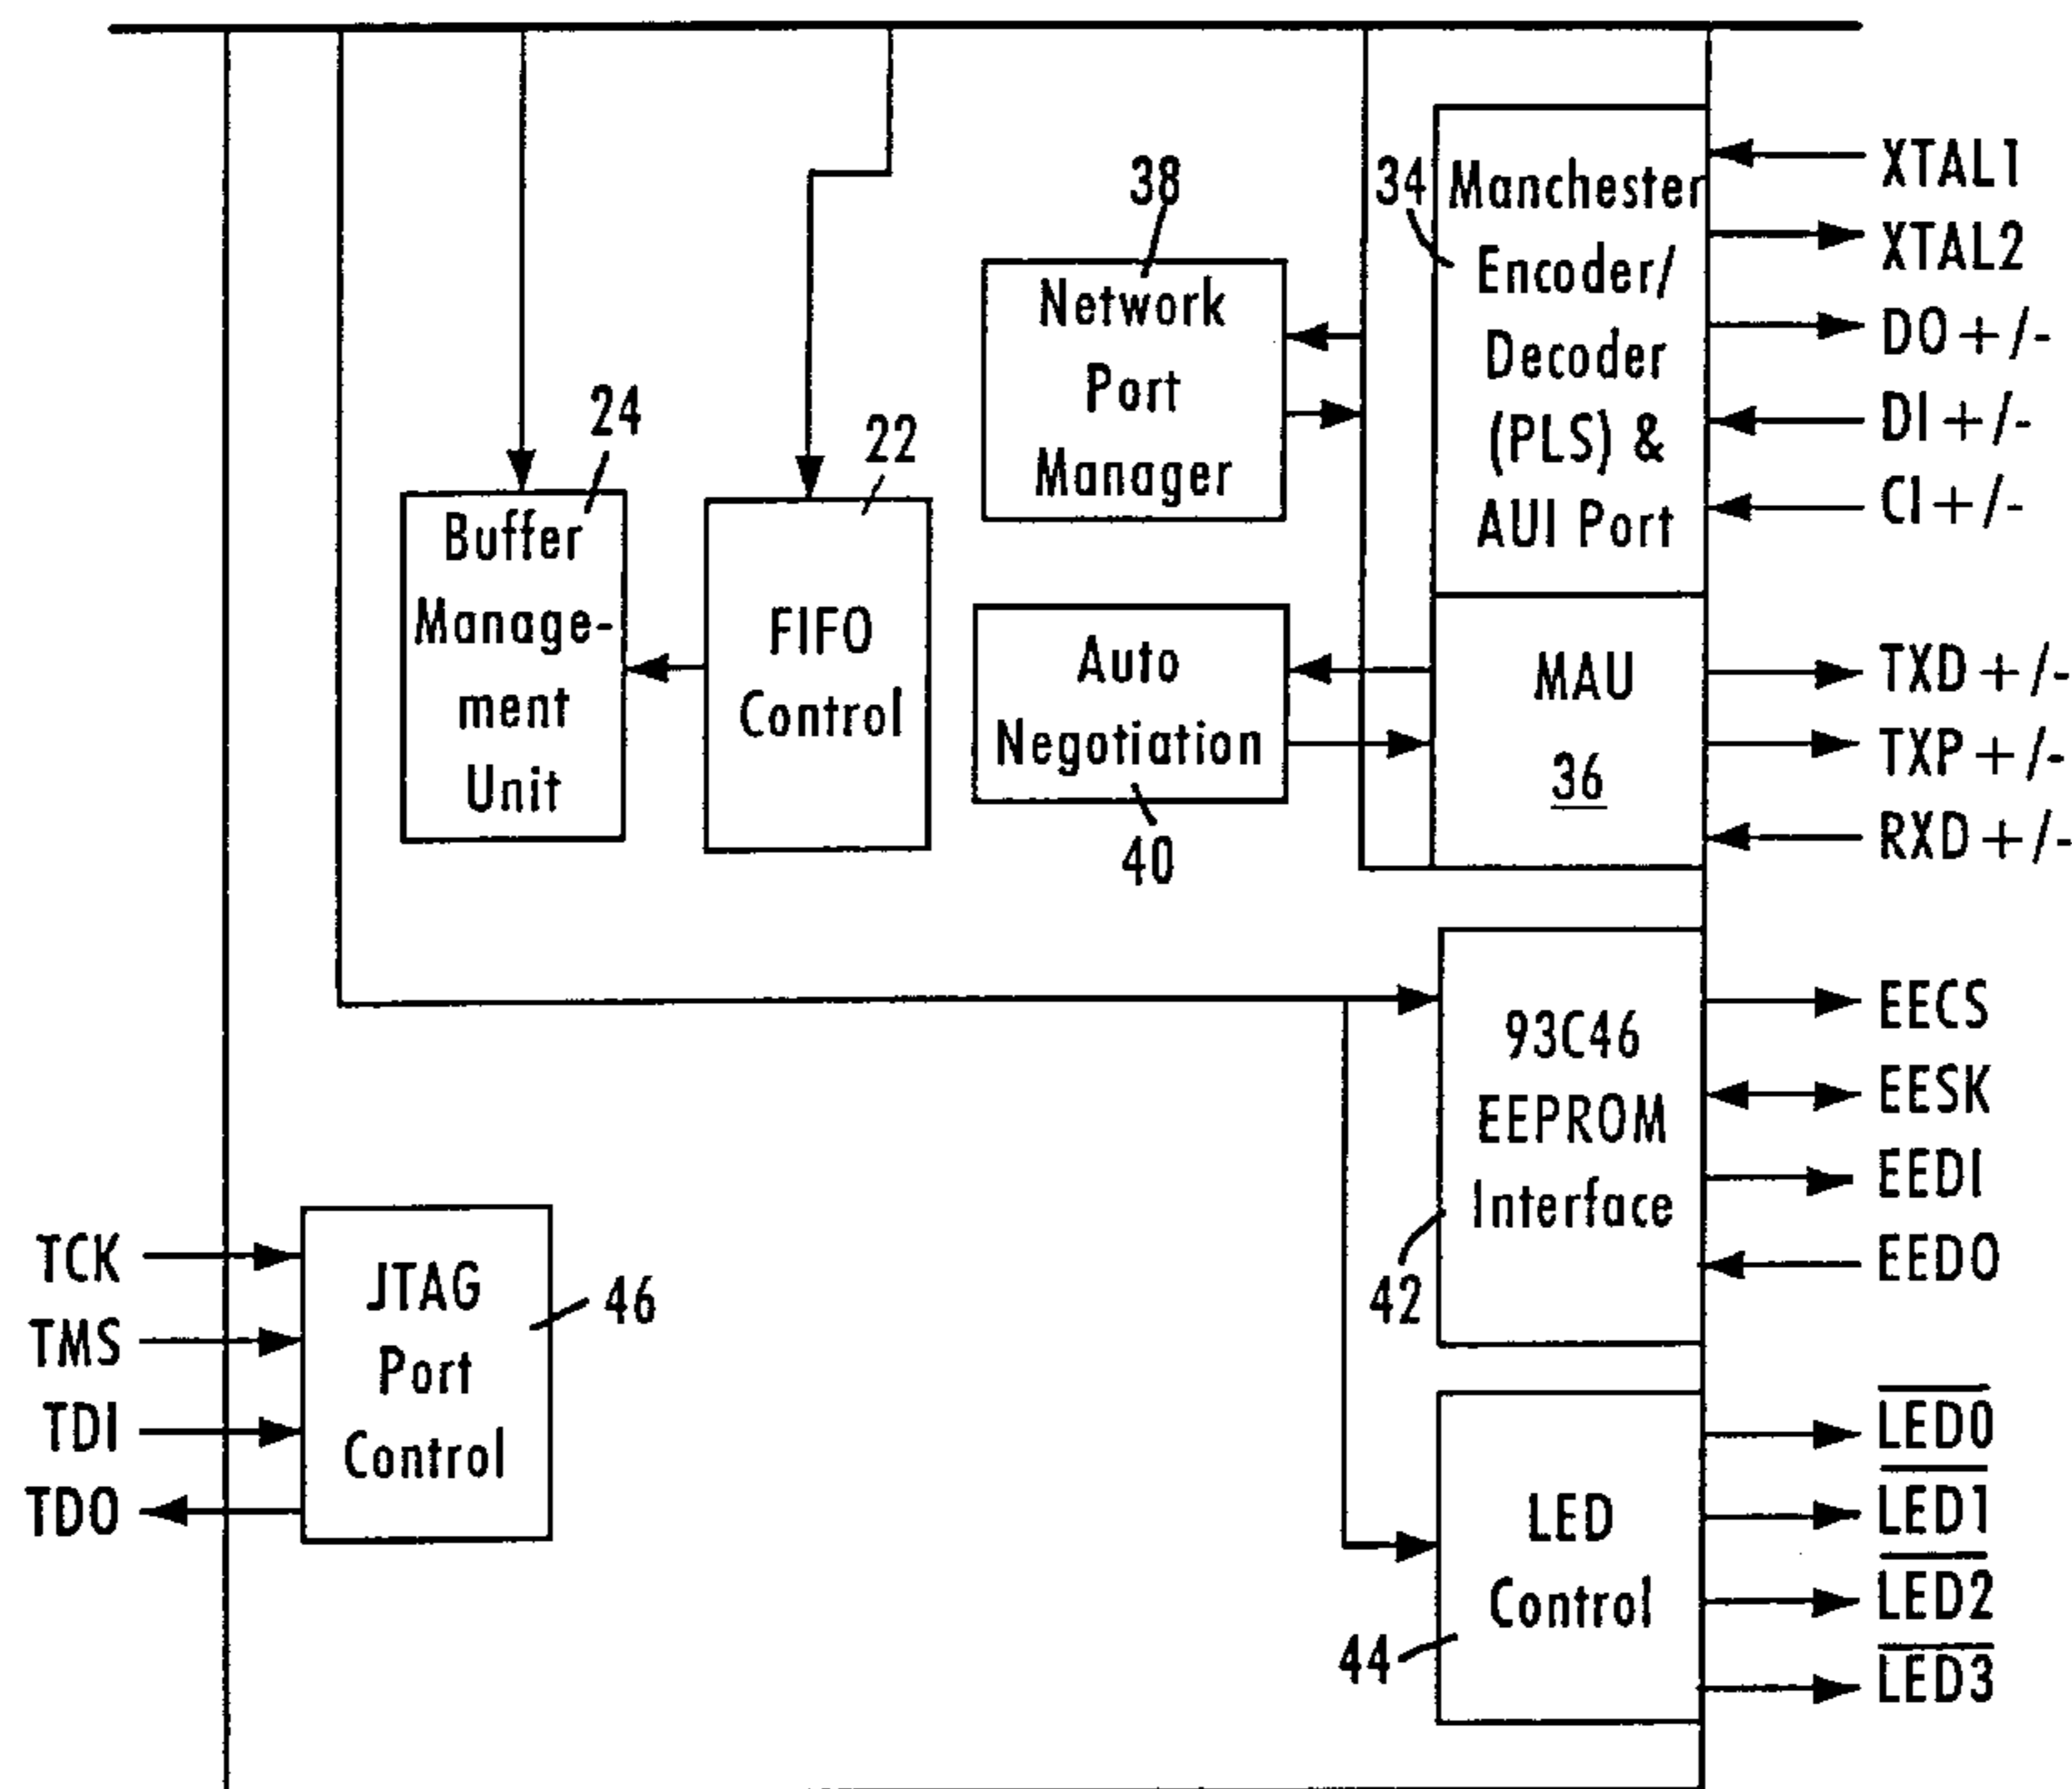 38
Network
Port
Manager
34
Manchester
Encoder/
Decoder
(PLS) &
AUI Port
XTAL1
XTAL2
DO+/-
DI+/-
CI+/-
24
Buffer
Manage-
ment
Unit
22
FIFO
Control
Auto
Negotiation
40
MAU
36
TXD+/-
TXP+/-
RXD+/-
93C46
EEPROM
Interface
42
EECS
EESK
EEDI
EEDO
TCK
TMS
TDI
TDO
JTAG
Port
Control
46
LED
Control
44
LED0
LED1
LED2
LED3